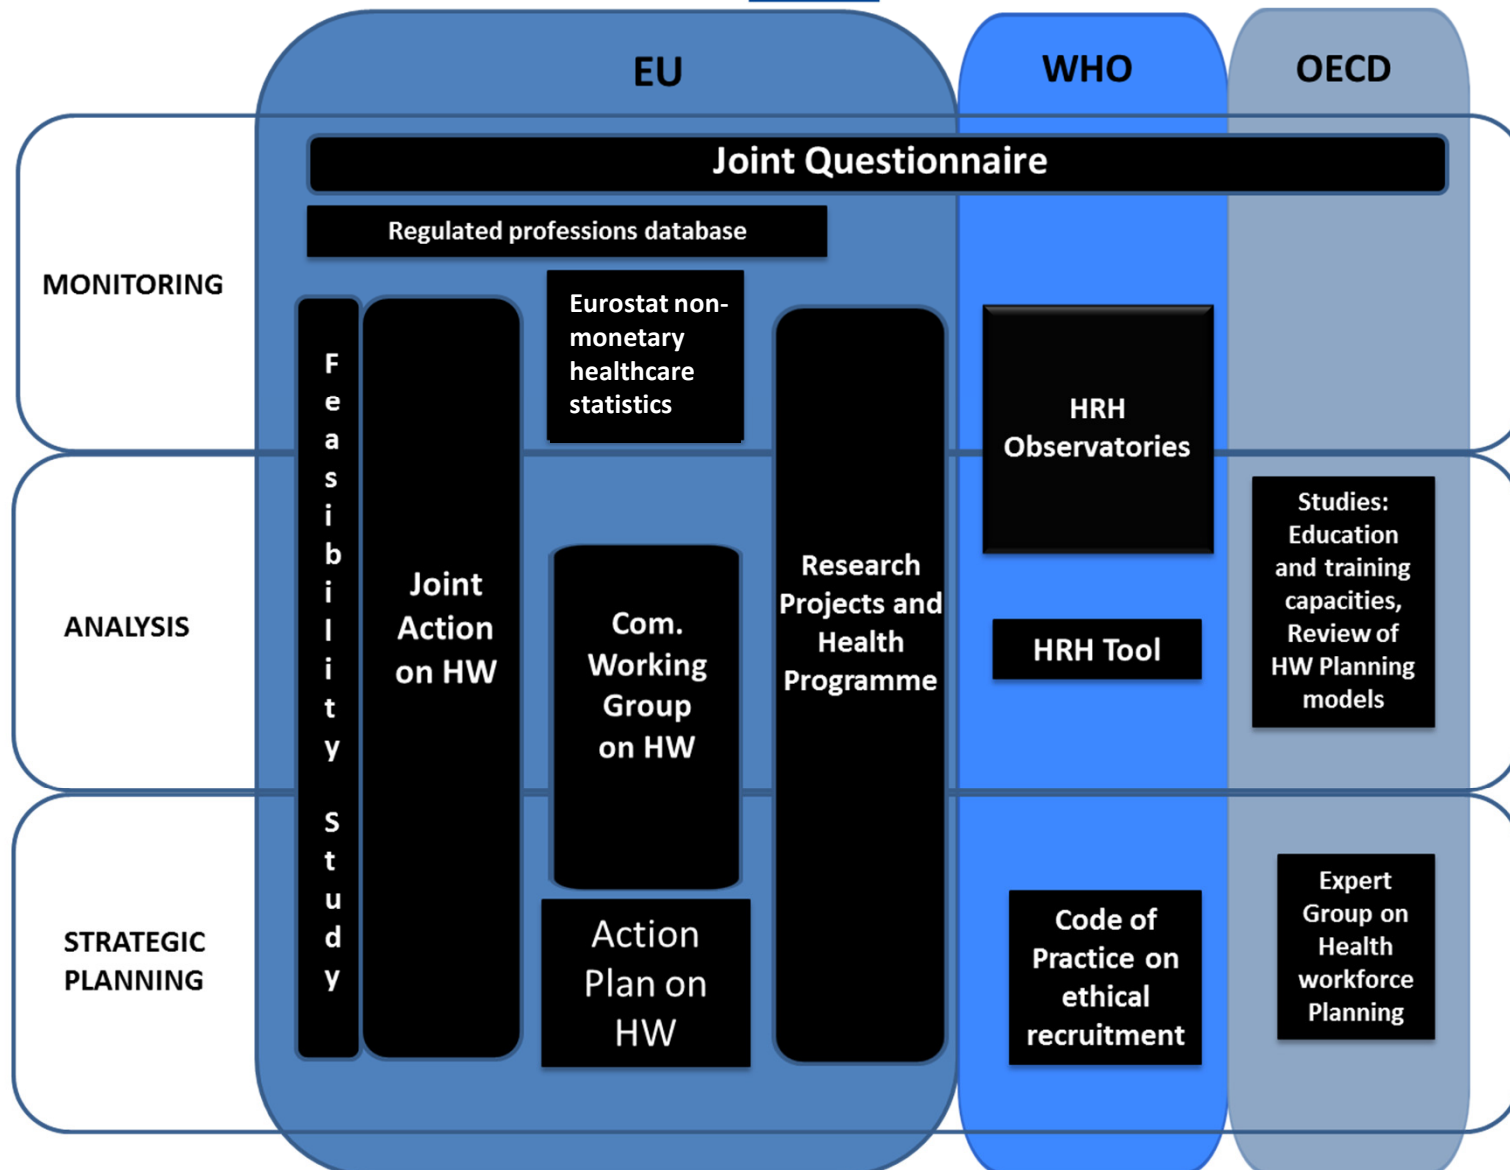 EU
WHO
OECD
Joint Questionnaire
Regulated professions database
MONITORING
Eurostat non-
monetary
healthcare
statistics
Feasibility Study
HRH
Observatories
ANALYSIS
Joint
Action
on HW
Com.
Working
Group
on HW
Research
Projects and
Health
Programme
HRH Tool
Studies:
Education
and training
capacities,
Review of
HW Planning
models
STRATEGIC
PLANNING
Action
Plan on
HW
Code of
Practice on
ethical
recruitment
Expert
Group on
Health
workforce
Planning